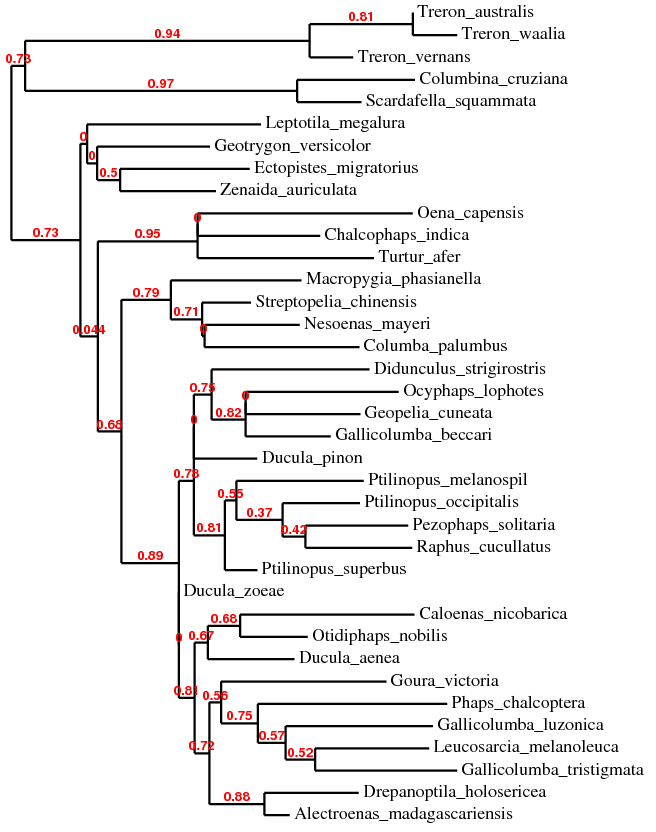 Treron_australis
0.81
Treron_waalia
0.94
Treron_vernans
0.73
Columbina_cruziana
0.97
Scardafella_squammata
Leptotila_megalura
0
Geotrygon_versicolor
0
Ectopistes_migratorius
0.5
Zenaida_auriculata
Oena_capensis
0
0.73
0.95
Chalcophaps_indica
Turtur_afer
Macropygia_phasianella
0.79
Streptopelia_chinensis
0.71
Nesoenas_mayeri
0
0.044
Columba_palumbus
Didunculus_strigirostris
0.75
Ocyphaps_lophotes
0
0.82
Geopelia_cuneata
0
0.68
Gallicolumba_beccari
Ducula_pinon
0.78
Ptilinopus_melanospil
0.55
Ptilinopus_occipitalis
0.37
Pezophaps_solitaria
0.81
0.42
Raphus_cucullatus
0.89
Ptilinopus_superbus
Ducula_zoeae
Caloenas_nicobarica
0.68
0
0.67
Otidiphaps_nobilis
Ducula_aenea
Goura_victoria
0.81
0.56
Phaps_chalcoptera
0.75
Gallicolumba_luzonica
0.57
0.72
Leucosarcia_melanoleuca
0.52
Gallicolumba_tristigmata
Drepanoptila_holosericea
0.88
Alectroenas_madagascariensis